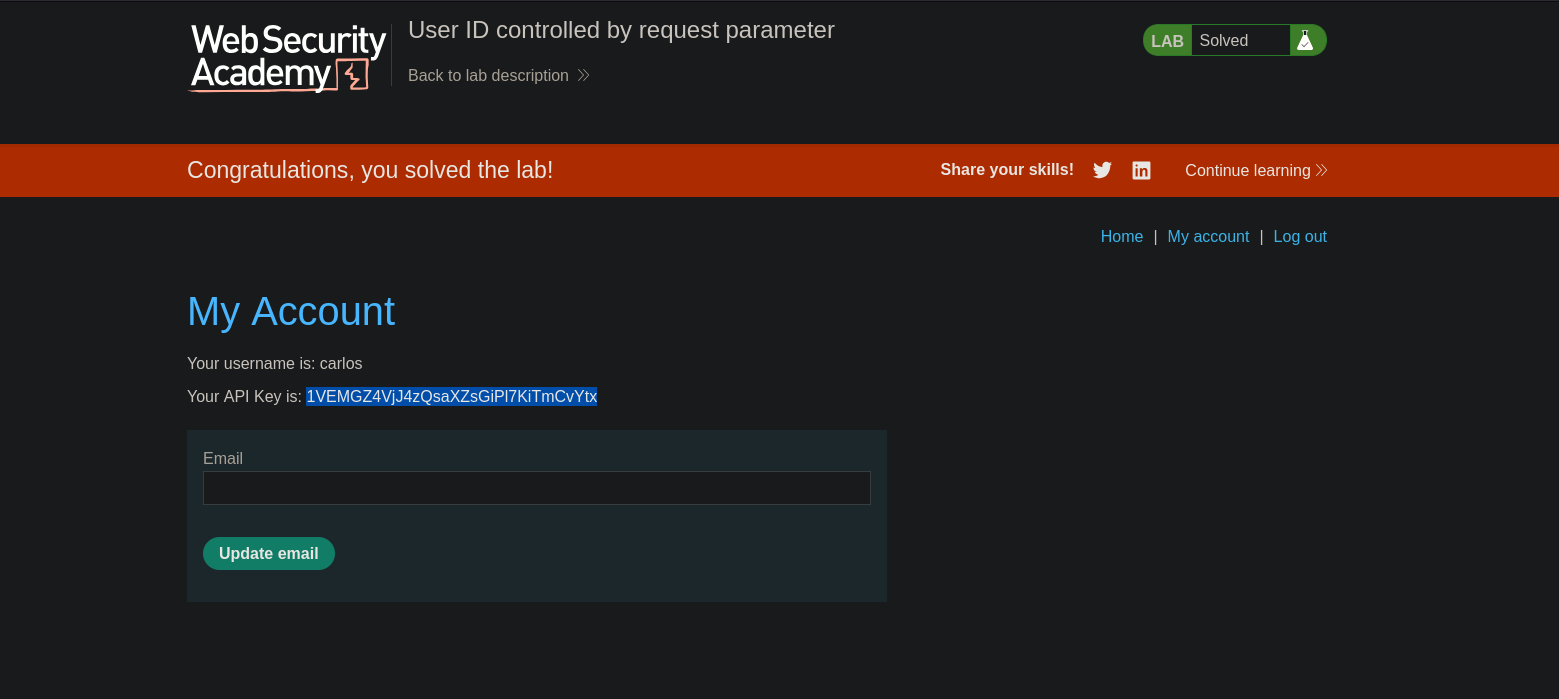 Web Security
Academy
User ID controlled by request parameter
Back to lab description
LAB Solved
Congratulations, you solved the lab!
Share your skills!
Continue learning
Home | My account | Log out
My Account
Your username is: carlos
Your API Key is: 1VEMGZ4VjJ4zQsaXZsGiPl7KiTmCvYtx
Email
Update email